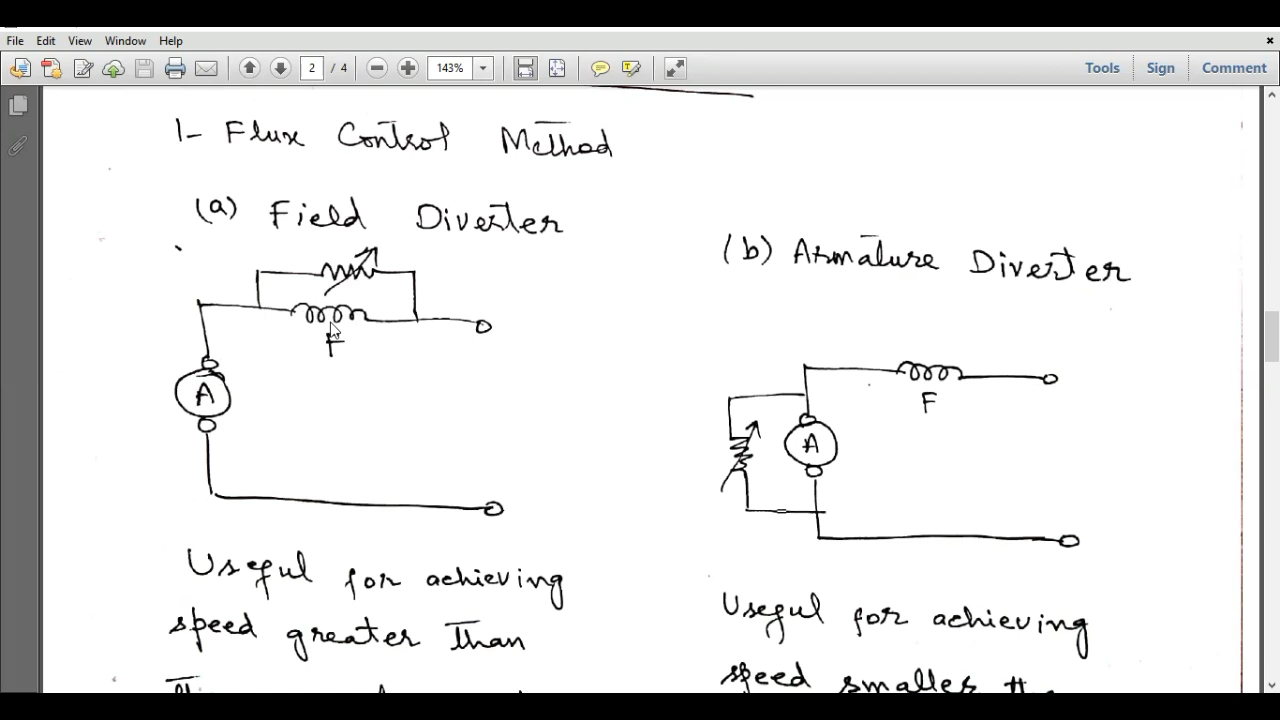 File Edit View Window Help
2 / 4 143% Tools Sign Comment
1- Flux Control Method
(a) Field Diverter
F
A
Useful for achieving
speed greater than
(b) Armature Diverter
F
A
Useful for achieving
speed smaller